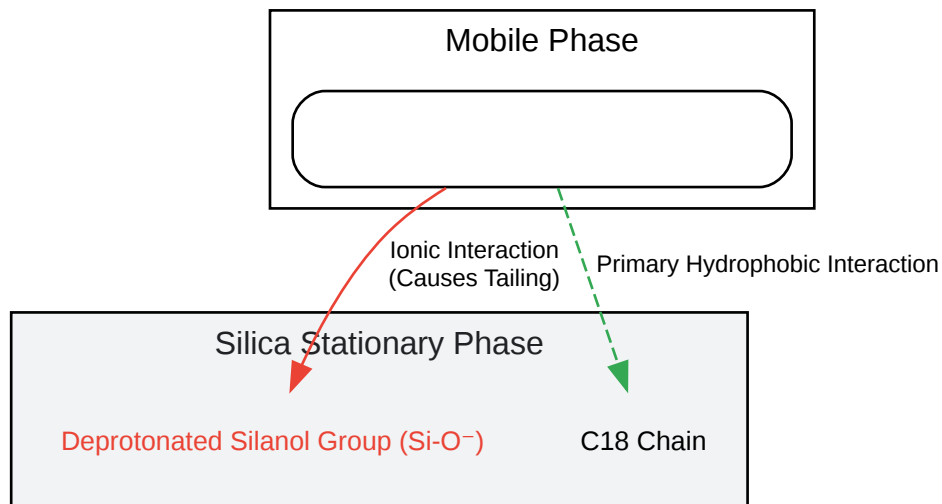 Mobile Phase
Ionic Interaction
(Causes Tailing)
Primary Hydrophobic Interaction
Silica Stationary Phase
Deprotonated Silanol Group (Si-O⁻)
C18 Chain